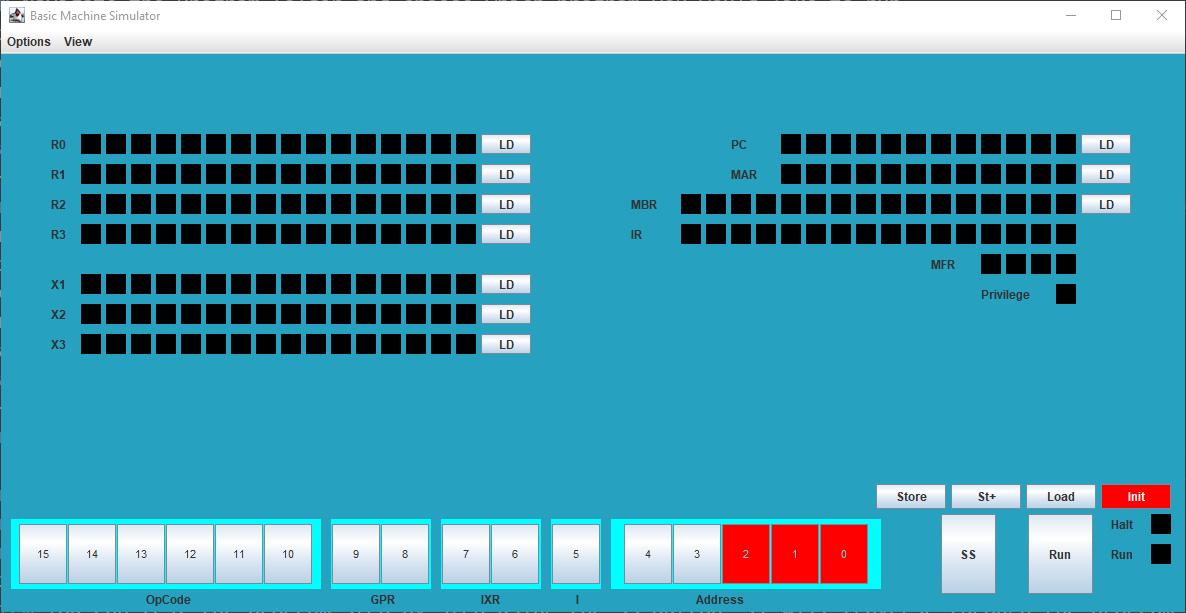 Basic Machine Simulator
Options View
R0 LD PC LD
R1 LD MAR LD
R2 LD MBR LD
R3 LD IR
MFR
X1 LD Privilege
X2 LD
X3 LD
Store St+ Load Init
15 14 13 12 11 10 9 8 7 6 5 4 3 2 1 0 SS Run Halt
Run
OpCode GPR IXR I Address